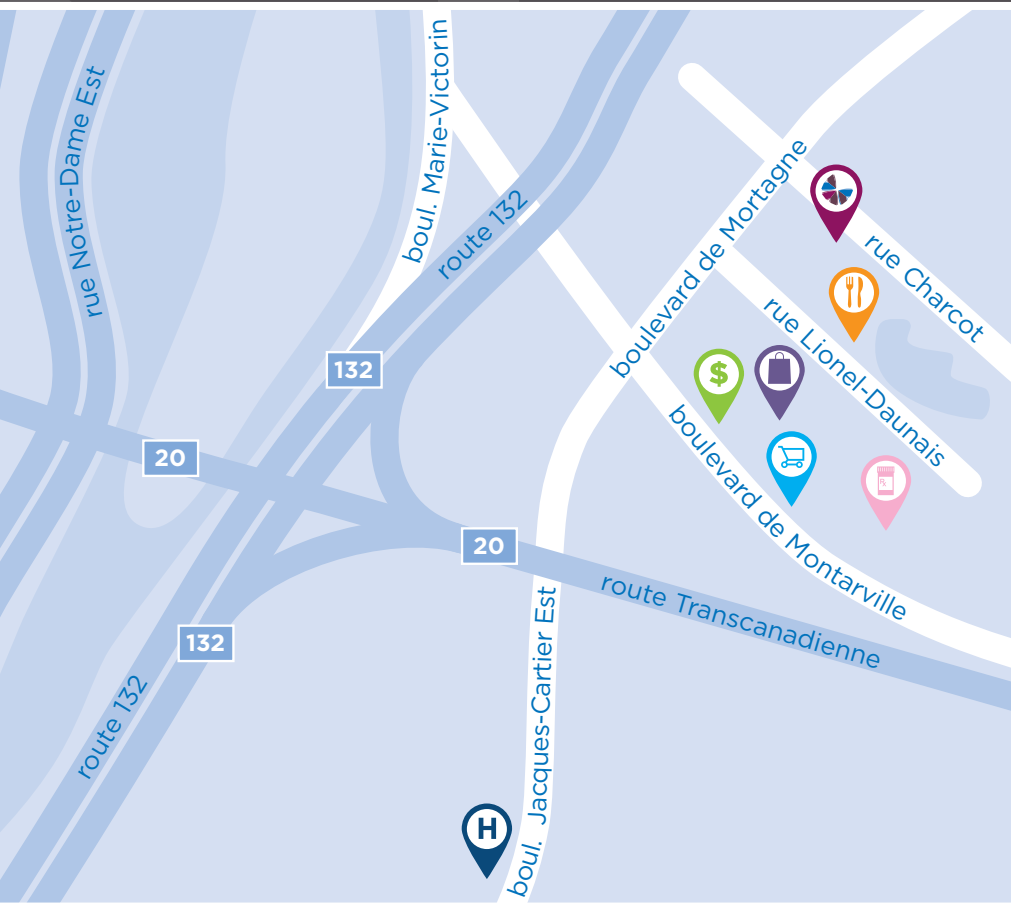 rue Notre-Dame Est
boul. Marie-Victorin
route 132
boulevard de Mortagne
rue Charcot
rue Lionel-Daunais
132
$
20
boulevard de Montarville
20
route Transcanadienne
132
route 132
boul. Jacques-Cartier Est
H